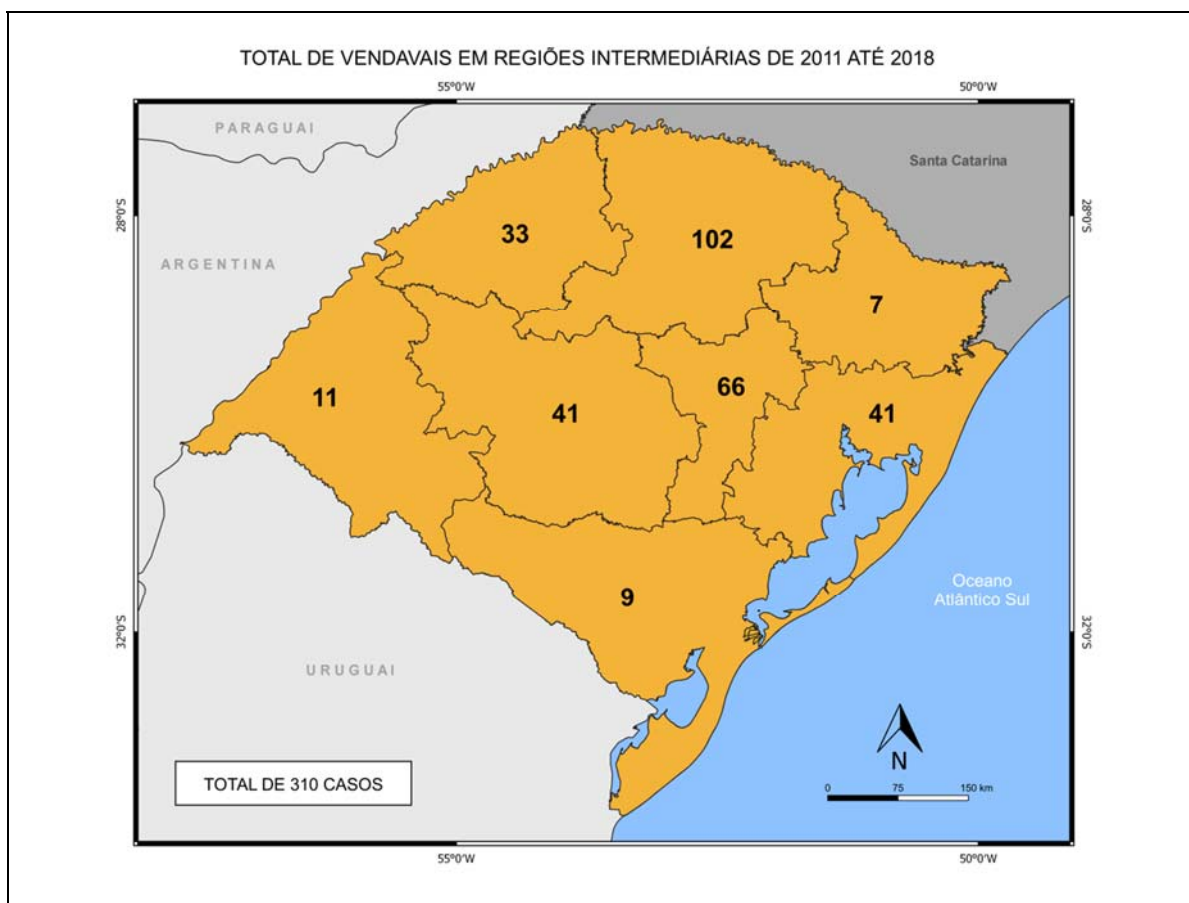 TOTAL DE VENDAVAIS EM REGIÕES INTERMEDIÁRIAS DE 2011 ATÉ 2018
55°0'W
50°0'W
PARAGUAI
Santa Catarina
28°0'S
28°0'S
33
102
ARGENTINA
7
11
41
66
41
Oceano
Atlântico Sul
9
32°0'S
32°0'S
URUGUAI
N
TOTAL DE 310 CASOS
0 75 150 km
55°0'W
50°0'W